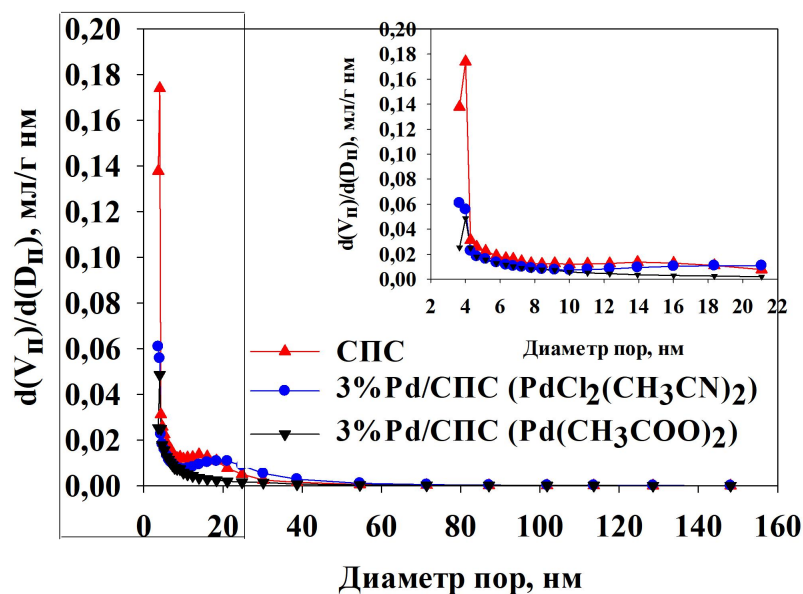 d(Vп)/d(Dп), мл/г нм
0,20
0,18
0,16
0,14
0,12
0,10
0,08
0,06
0,04
0,02
0,00
0 20 40 60 80 100 120 140 160
Диаметр пор, нм
d(Vп)/d(Dп), мл/г нм
0,20
0,18
0,16
0,14
0,12
0,10
0,08
0,06
0,04
0,02
0,00
2 4 6 8 10 12 14 16 18 20 22
Диаметр пор, нм
СПС
3%Pd/СПС (PdCl2(CH3CN)2)
3%Pd/СПС (Pd(CH3COO)2)